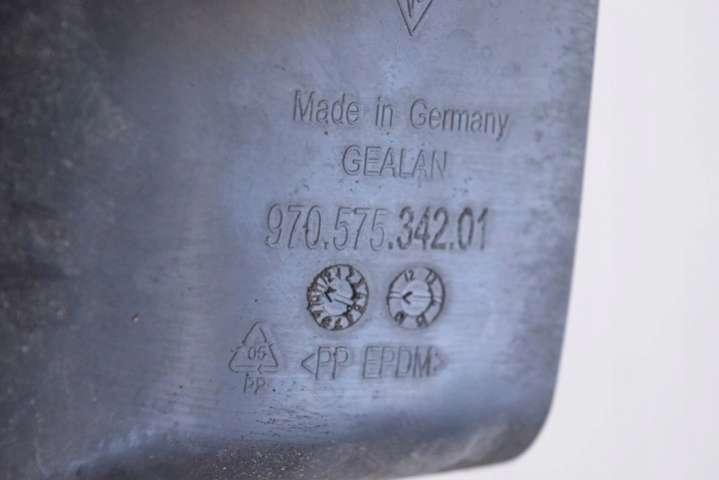 Made in Germany
GEALAN
970.575.342.01
05
PP
<PP EPDM>